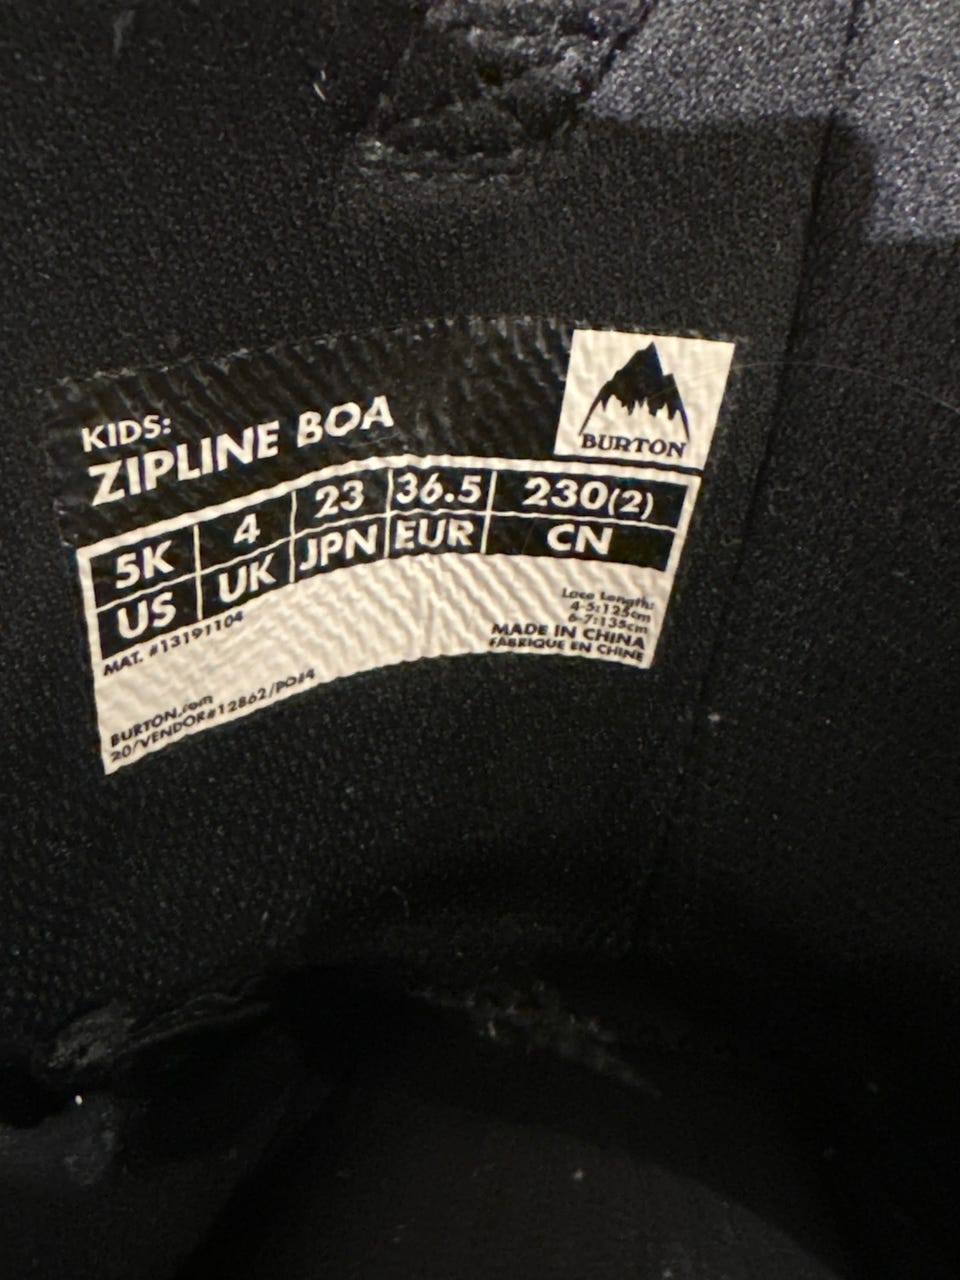 KIDS:
ZIPLINE BOA
BURTON
5K 4 23 36.5 230(2)
US UK JPN EUR CN
MAT. #13191104
Lace Length:
4-5:125cm
6-7:135cm
MADE IN CHINA
FABRIQUE EN CHINE
BURTON.com
20/VENDOR#12862/PO#4